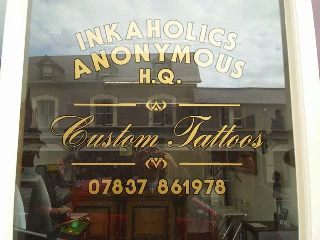 INKAHOLICS
ANONYMOUS
H.Q.
Custom Tattoos
07837 861978